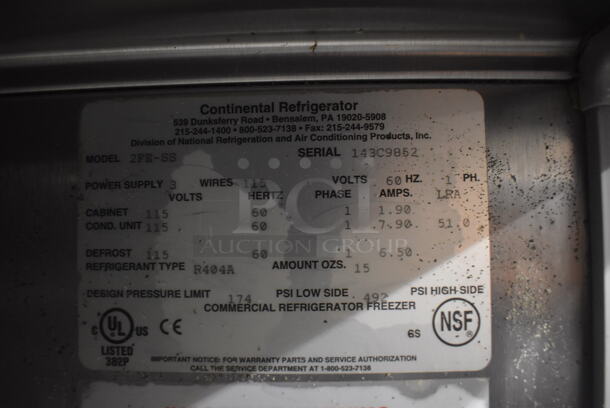 Continental Refrigerator
539 Dunksferry Road • Bensalem, PA 19020-5908
215-244-1400 • 800-523-7138 • Fax: 215-244-9579
Division of National Refrigeration and Air Conditioning Products, Inc.
MODEL 2FE-SS SERIAL 143C9862
POWER SUPPLY 3 WIRES 115 VOLTS 60 HZ. 1 PH.
VOLTS HERTZ PHASE AMPS. LRA
CABINET 115 60 1 1.90
COND. UNIT 115 60 1 7.90 51.0
PCI
AUCTION GROUP
DEFROST 115 60 1 6.50
REFRIGERANT TYPE R404A AMOUNT OZS. 15
DESIGN PRESSURE LIMIT 174 PSI LOW SIDE 492 PSI HIGH SIDE
COMMERCIAL REFRIGERATOR FREEZER
C UL US CE 6S NSF
LISTED
382P
IMPORTANT NOTICE: FOR WARRANTY PARTS AND SERVICE AUTHORIZATION
CALL THE SERVICE DEPARTMENT AT 1-800-523-7138